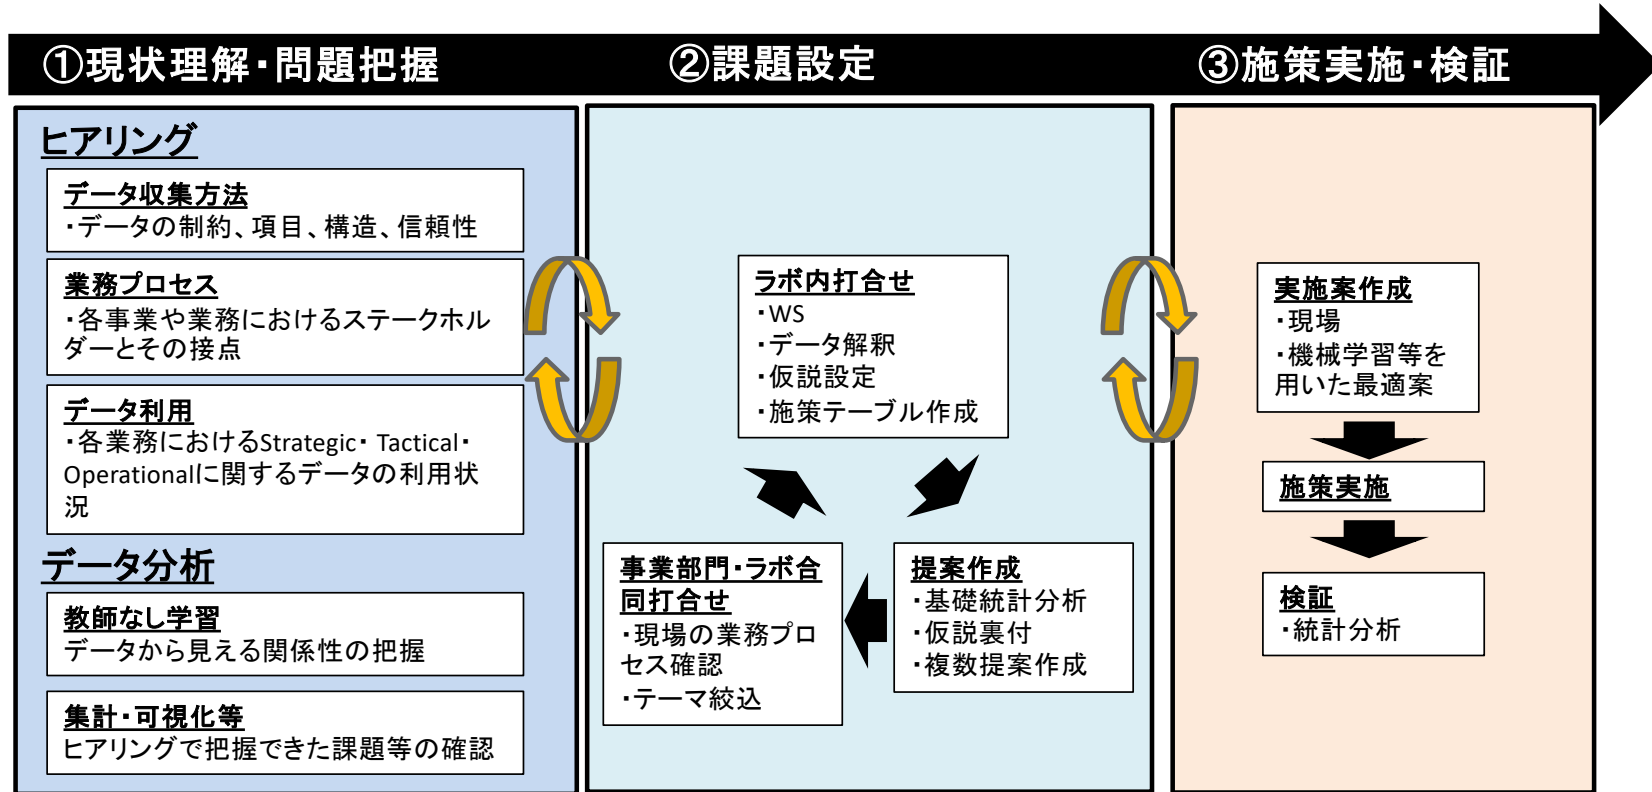 ①現状理解・問題把握
②課題設定
③施策実施・検証
ヒアリング
データ収集方法
・データの制約、項目、構造、信頼性
業務プロセス
・各事業や業務におけるステークホル
ダーとその接点
データ利用
・各業務におけるStrategic・ Tactical・
Operationalに関するデータの利用状
況
データ分析
教師なし学習
データから見える関係性の把握
集計・可視化等
ヒアリングで把握できた課題等の確認
ラボ内打合せ
・WS
・データ解釈
・仮説設定
・施策テーブル作成
事業部門・ラボ合
同打合せ
・現場の業務プロ
セス確認
・テーマ絞込
提案作成
・基礎統計分析
・仮説裏付
・複数提案作成
実施案作成
・現場
・機械学習等を
用いた最適案
施策実施
検証
・統計分析